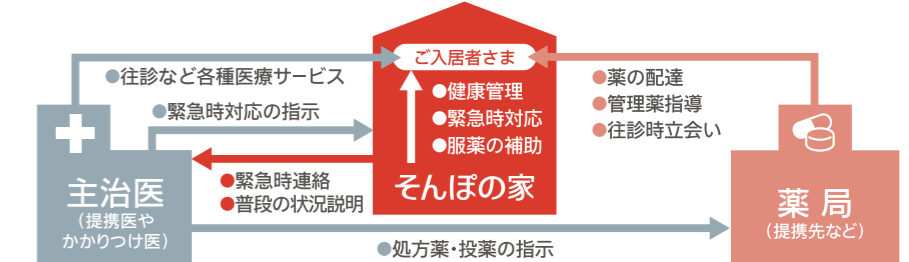 ご入居者さま
●往診など各種医療サービス
●緊急時対応の指示
●健康管理
●緊急時対応
●服薬の補助
そんぽの家
●薬の配達
●管理薬指導
●往診時立会い
●緊急時連絡
●普段の状況説明
主治医
（提携医や
かかりつけ医）
薬局
（提携先など）
●処方薬・投薬の指示